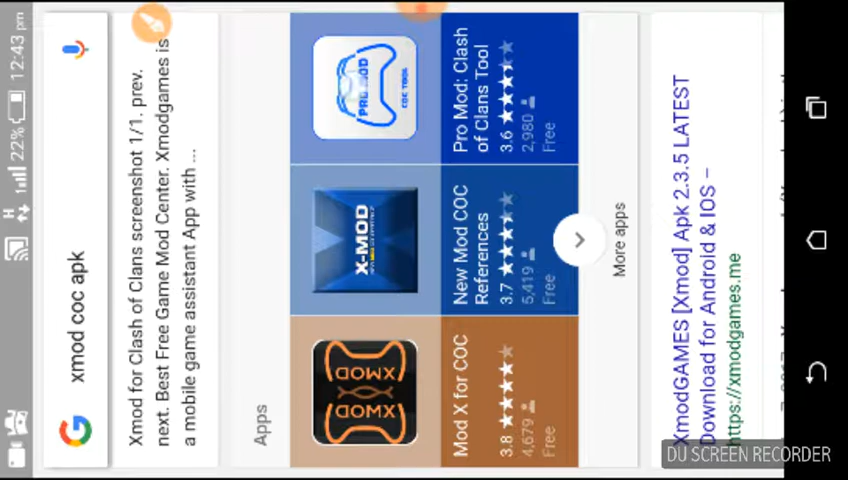 H 22% 12:43 pm
xmod coc apk
Xmod for Clash of Clans screenshot 1/1. prev.
next. Best Free Game Mod Center. Xmodgames is
a mobile game assistant App with ...
Apps
XMOD
XMOD
Mod X for COC
3.8
4,679
Free
X-MOD
New Mod COC
References
3.7
5,419
Free
PRO MOD
COC TOOL
Pro Mod: Clash
of Clans Tool
3.6
2,980
Free
More apps
XmodGAMES [Xmod] Apk 2.3.5 LATEST
Download for Android & IOS –
https://xmodgames.me
DU SCREEN RECORDER